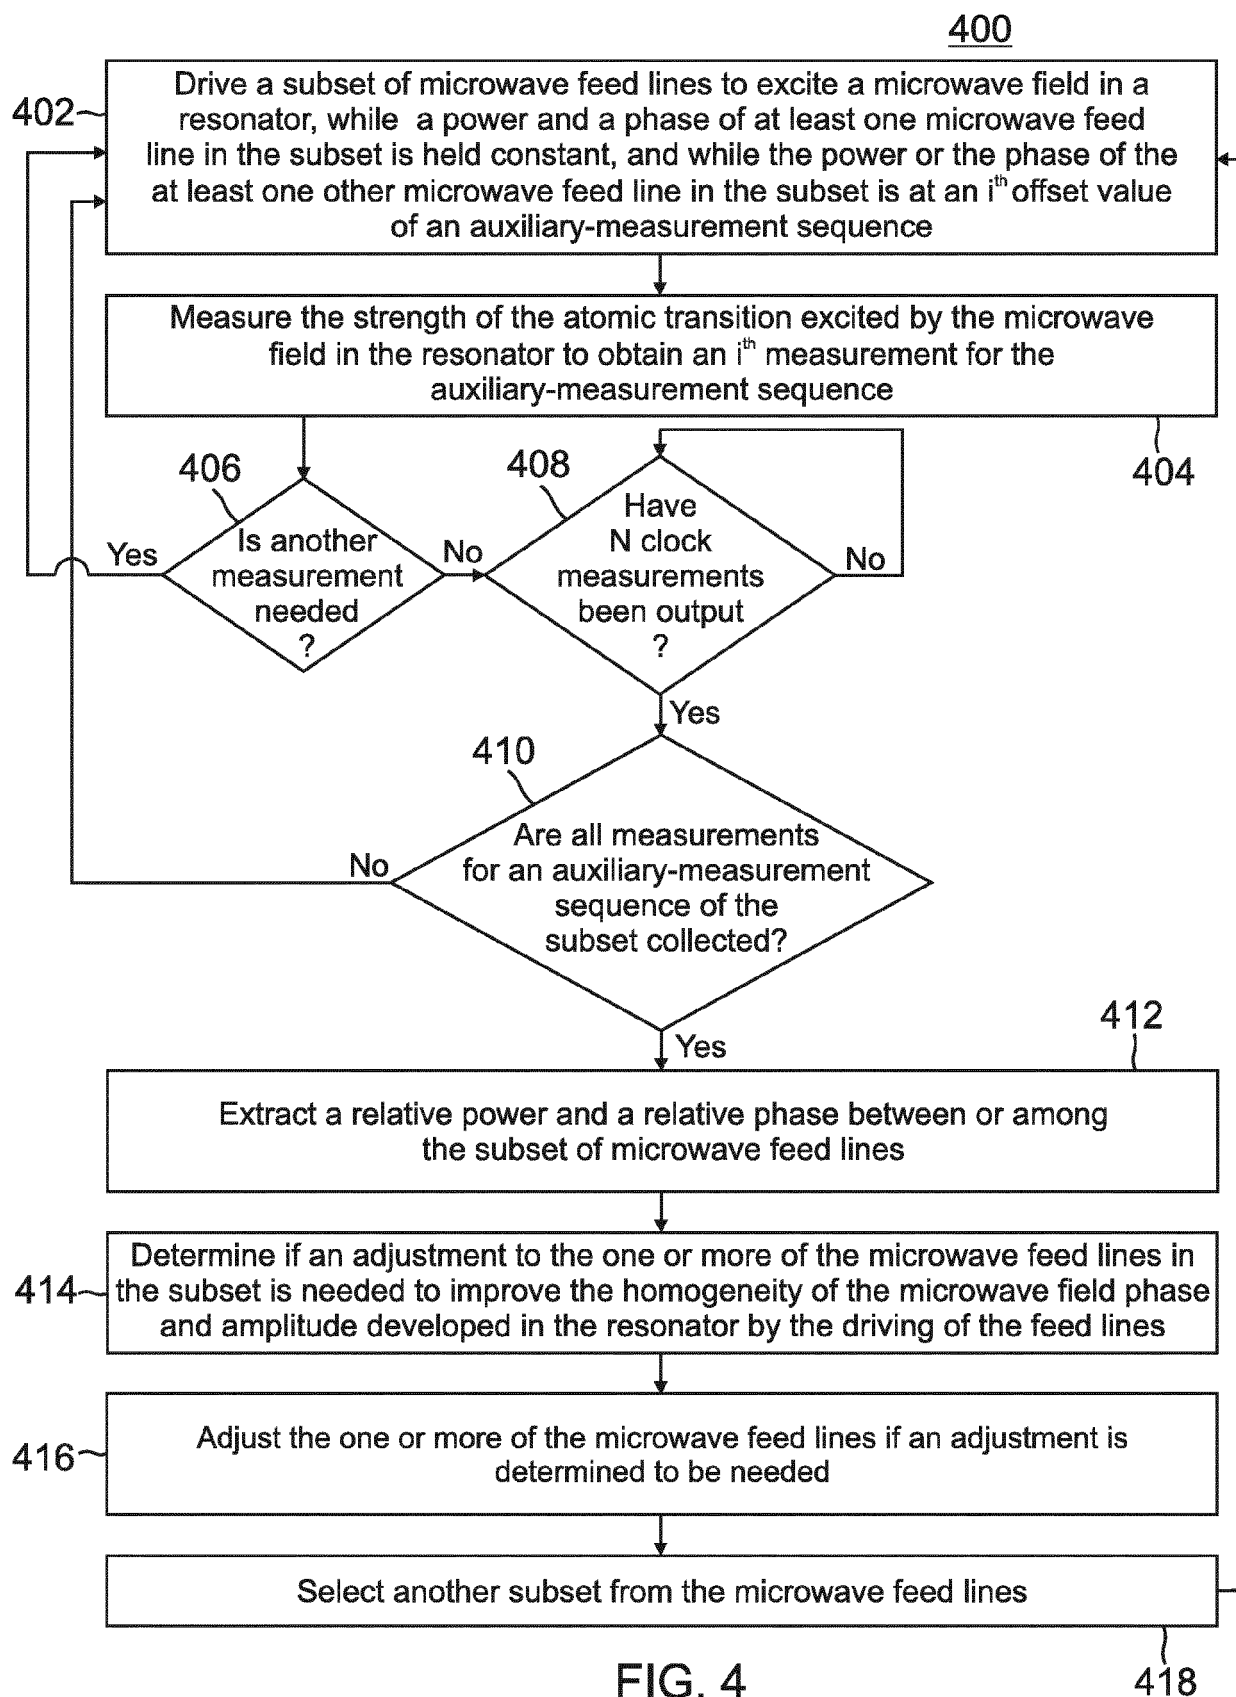 400
402
Drive a subset of microwave feed lines to excite a microwave field in a
resonator, while a power and a phase of at least one microwave feed
line in the subset is held constant, and while the power or the phase of the
at least one other microwave feed line in the subset is at an ith offset value
of an auxiliary-measurement sequence
Measure the strength of the atomic transition excited by the microwave
field in the resonator to obtain an ith measurement for the
auxiliary-measurement sequence
404
406
Is another
measurement
needed
?
Yes
No
408
Have
N clock
measurements
been output
?
No
Yes
410
Are all measurements
for an auxiliary-measurement
sequence of the
subset collected?
No
Yes
412
Extract a relative power and a relative phase between or among
the subset of microwave feed lines
414
Determine if an adjustment to the one or more of the microwave feed lines in
the subset is needed to improve the homogeneity of the microwave field phase
and amplitude developed in the resonator by the driving of the feed lines
416
Adjust the one or more of the microwave feed lines if an adjustment is
determined to be needed
Select another subset from the microwave feed lines
418
FIG. 4